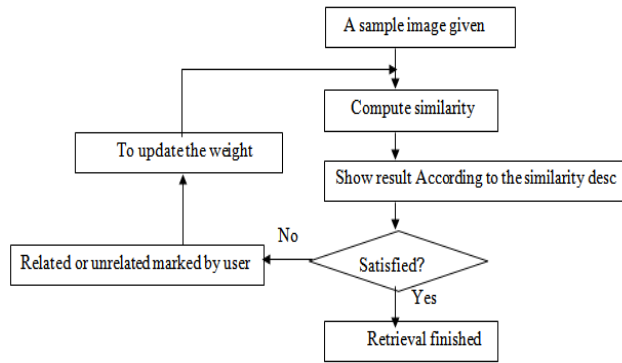 A sample image given
Compute similarity
To update the weight
Show result According to the similarity desc
No
Related or unrelated marked by user
Satisfied?
Yes
Retrieval finished